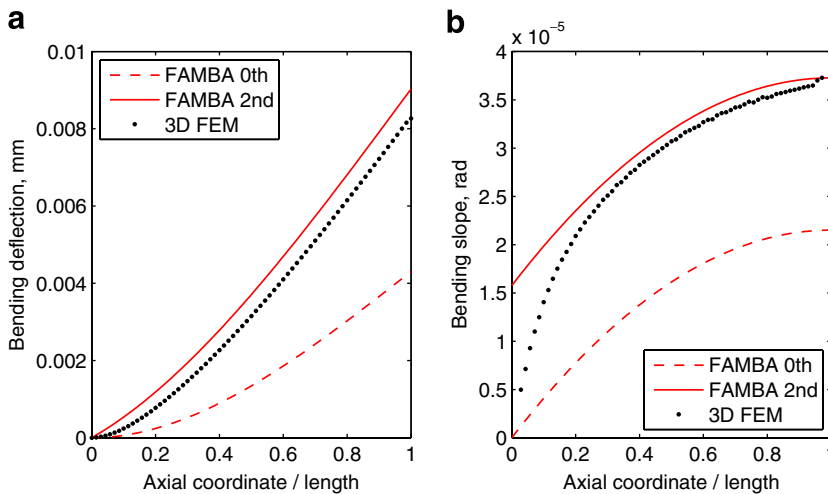 a
0.01
0.008
0.006
0.004
0.002
0
Bending deflection, mm
FAMBA 0th
FAMBA 2nd
3D FEM
0 0.2 0.4 0.6 0.8 1
Axial coordinate / length
b
x 10⁻⁵
4
3.5
3
2.5
2
1.5
1
0.5
0
Bending slope, rad
FAMBA 0th
FAMBA 2nd
3D FEM
0 0.2 0.4 0.6 0.8 1
Axial coordinate / length